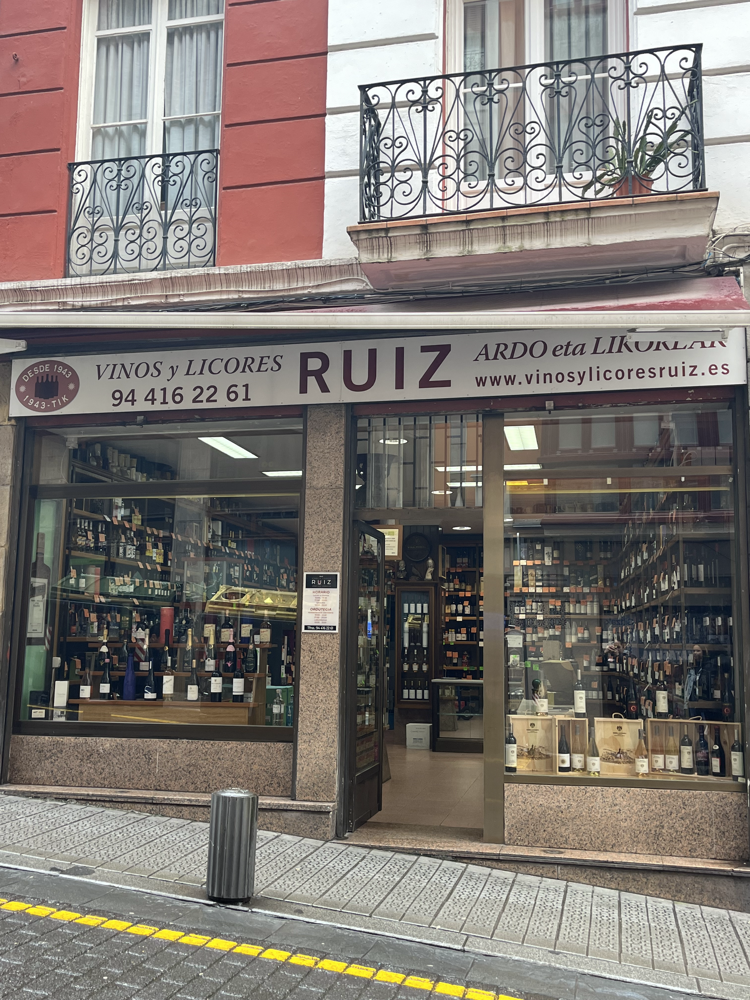 DESDE 1943
1943-TIK
VINOS y LICORES
94 416 22 61
RUIZ
ARDO eta LIKOREAK
www.vinosylicoresruiz.es
RUIZ